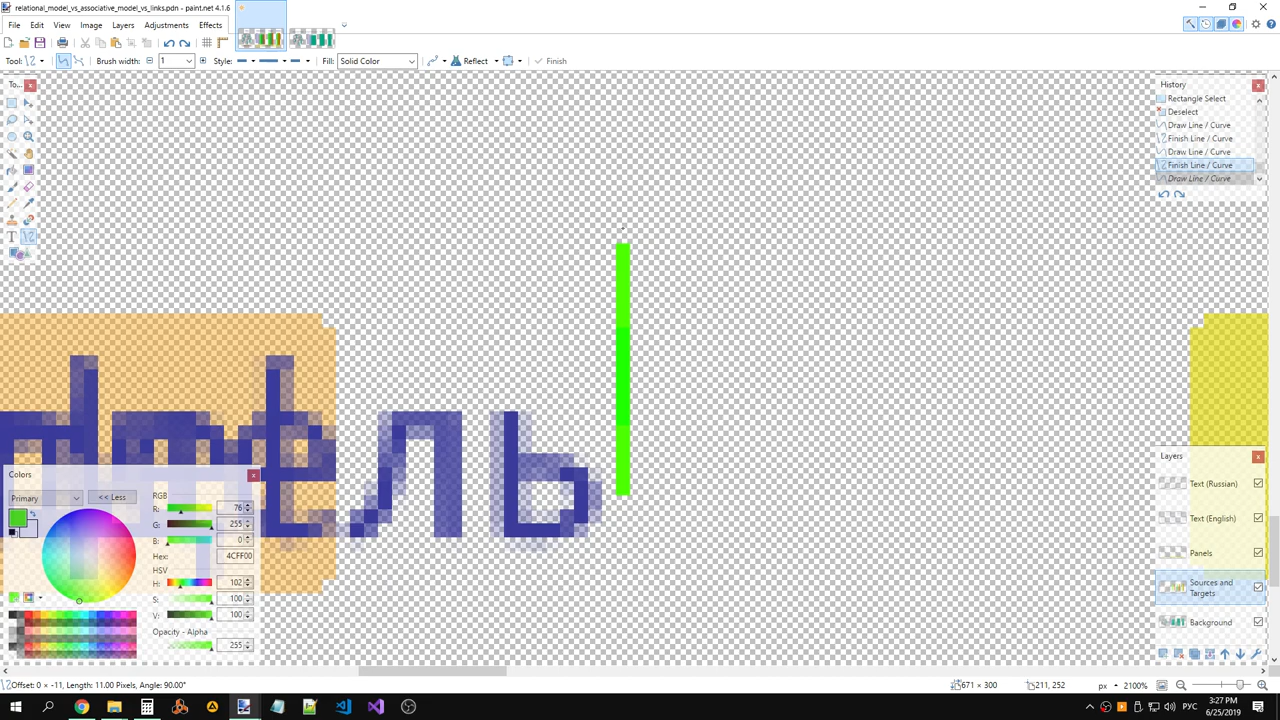 relational_model_vs_associative_model_vs_links.pdn - paint.net 4.1.6
File Edit View Image Layers Adjustments Effects
Tool: Brush width: 1 Style: Fill: Solid Color Reflect Finish
To...
T
History
Rectangle Select
Deselect
Draw Line / Curve
Finish Line / Curve
Draw Line / Curve
Finish Line / Curve
Draw Line / Curve
ль
Colors
Primary
<< Less
RGB
R: 76
G: 255
B: 0
Hex: 4CFF00
HSV
H: 102
S: 100
V: 100
Opacity - Alpha
255
Layers
Text (Russian)
Text (English)
Panels
Sources and
Targets
Background
Offset: 0 × -11, Length: 11.00 Pixels, Angle: 90.00°
671 × 300
211, 252
px
2100%
РУС
3:27 PM
6/25/2019